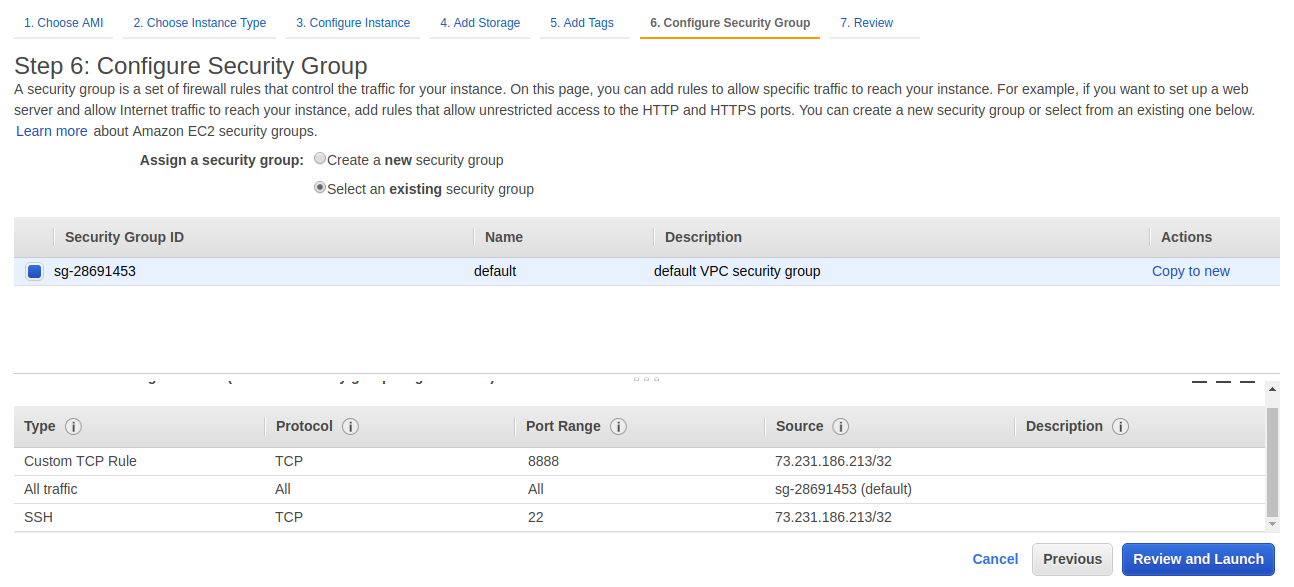 1. Choose AMI 2. Choose Instance Type 3. Configure Instance 4. Add Storage 5. Add Tags 6. Configure Security Group 7. Review
Step 6: Configure Security Group
A security group is a set of firewall rules that control the traffic for your instance. On this page, you can add rules to allow specific traffic to reach your instance. For example, if you want to set up a web
server and allow Internet traffic to reach your instance, add rules that allow unrestricted access to the HTTP and HTTPS ports. You can create a new security group or select from an existing one below.
Learn more about Amazon EC2 security groups.
Assign a security group: Create a new security group
Select an existing security group
Security Group ID Name Description Actions
sg-28691453 default default VPC security group Copy to new
Type i Protocol i Port Range i Source i Description i
Custom TCP Rule TCP 8888 73.231.186.213/32
All traffic All All sg-28691453 (default)
SSH TCP 22 73.231.186.213/32
Cancel Previous Review and Launch